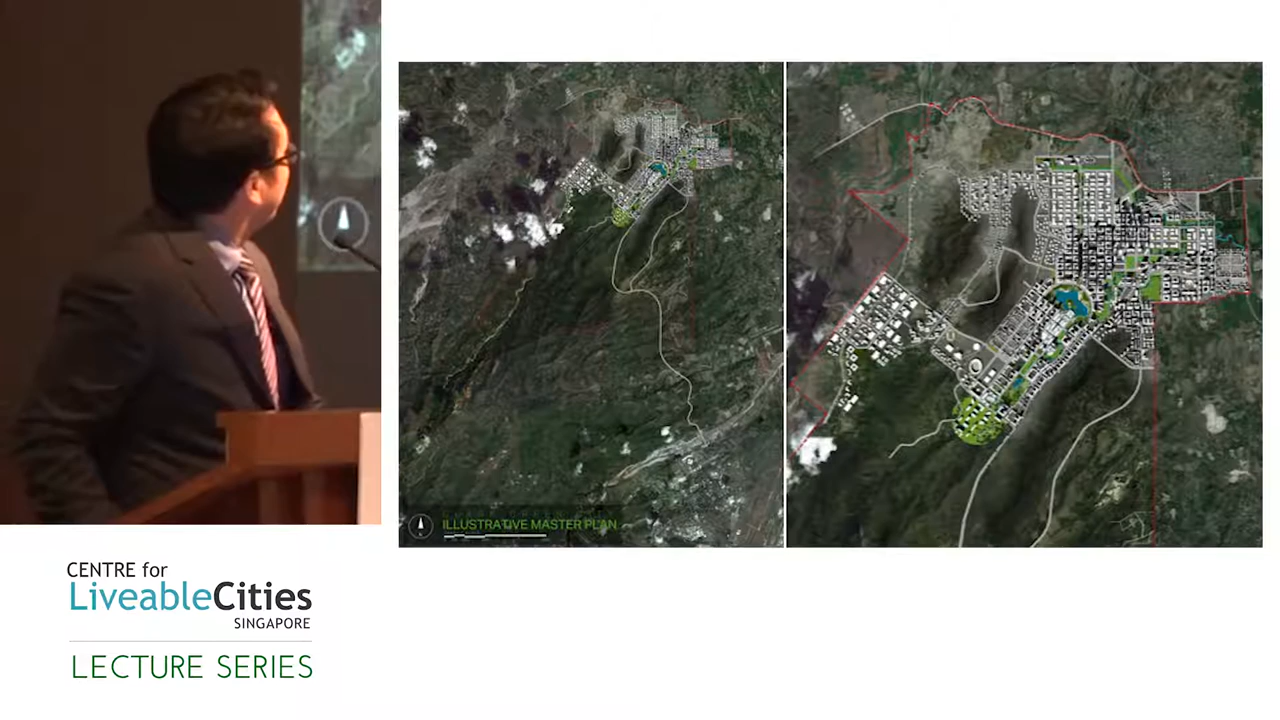 ILLUSTRATIVE MASTER PLAN
CENTRE for
LiveableCities
SINGAPORE
LECTURE SERIES